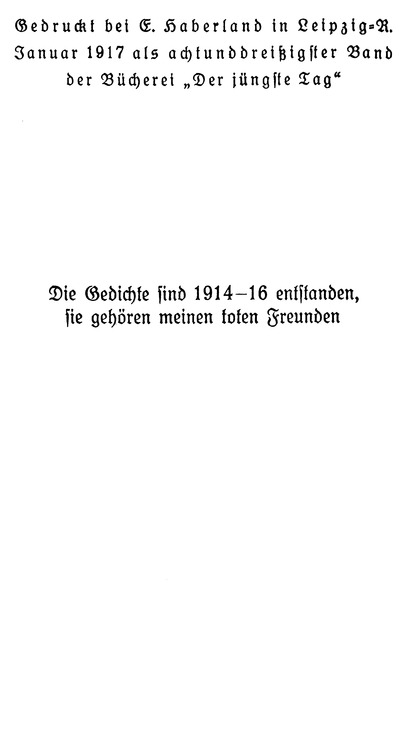 Gedruckt bei E. Haberland in Leipzig-R.
Januar 1917 als achtunddreißigster Band
der Bücherei „Der jüngste Tag“
Die Gedichte sind 1914–16 entstanden,
sie gehören meinen toten Freunden